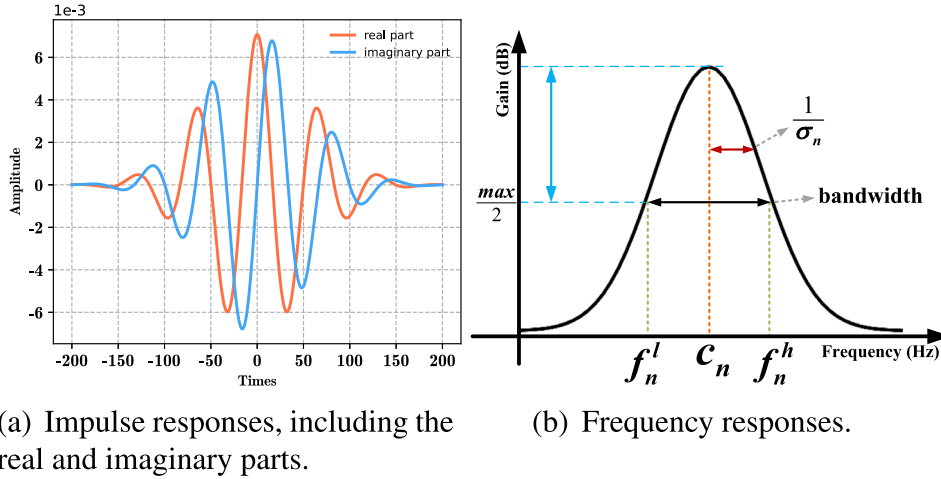 1e-3
real part
imaginary part
6
4
2
0
-2
-4
-6
Amplitude
-200 -150 -100 -50 0 50 100 150 200
Times
(a) Impulse responses, including the
real and imaginary parts.
Gain (dB)
1
σn
max
2
bandwidth
f_n^l c_n f_n^h Frequency (Hz)
(b) Frequency responses.